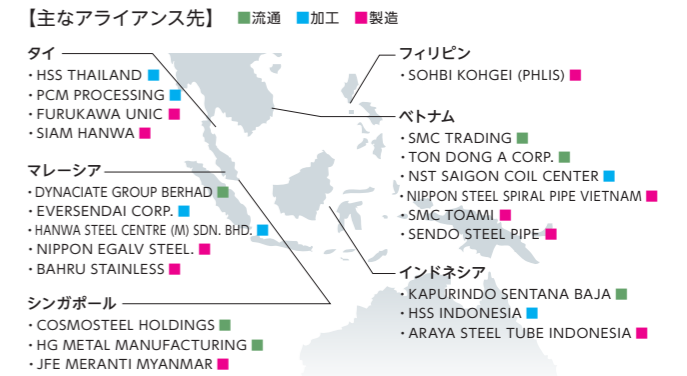 【主なアライアンス先】 ■流通 ■加工 ■製造
タイ
・HSS THAILAND ■
・PCM PROCESSING ■
・FURUKAWA UNIC ■
・SIAM HANWA ■
マレーシア
・DYNACIATE GROUP BERHAD ■
・EVERSENDAI CORP. ■
・HANWA STEEL CENTRE (M) SDN. BHD. ■
・NIPPON EGALV STEEL. ■
・BAHRU STAINLESS ■
シンガポール
・COSMOSTEEL HOLDINGS ■
・HG METAL MANUFACTURING ■
・JFE MERANTI MYANMAR ■
フィリピン
・SOHBI KOHGEI (PHLIS) ■
ベトナム
・SMC TRADING ■
・TON DONG A CORP. ■
・NST SAIGON COIL CENTER ■
・NIPPON STEEL SPIRAL PIPE VIETNAM ■
・SMC TOAMI ■
・SENDO STEEL PIPE ■
インドネシア
・KAPURINDO SENTANA BAJA ■
・HSS INDONESIA ■
・ARAYA STEEL TUBE INDONESIA ■